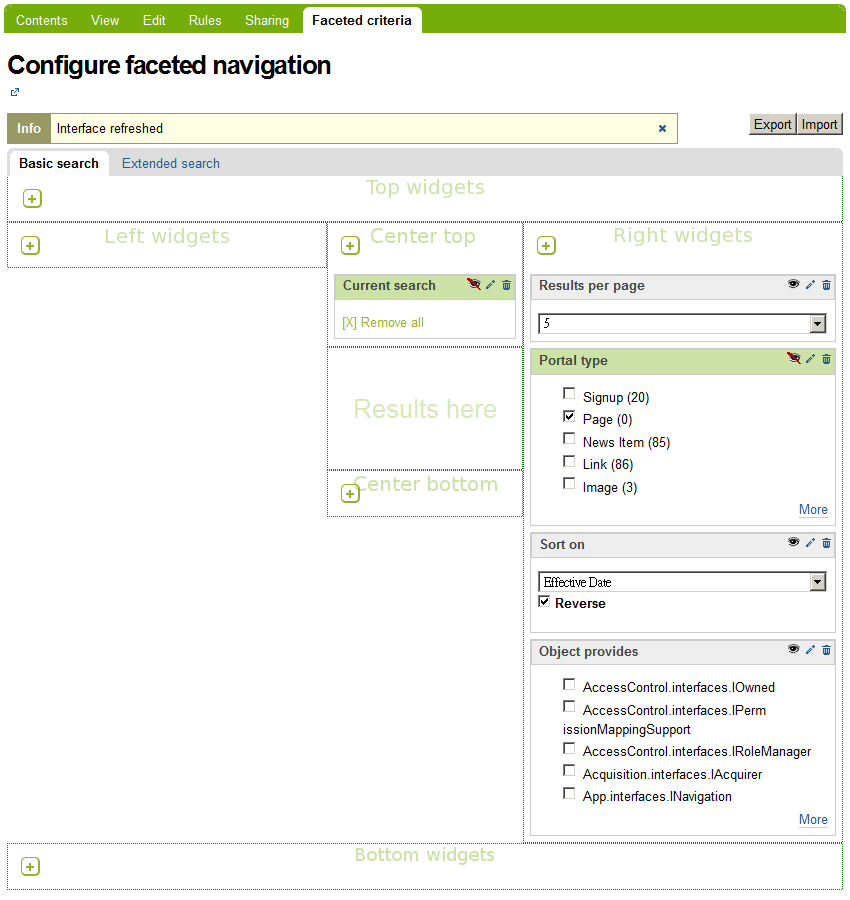 Contents View Edit Rules Sharing Faceted criteria
Configure faceted navigation
Info Interface refreshed
Export Import
Basic search Extended search
Top widgets
Left widgets
Center top
Right widgets
Current search
[X] Remove all
Results here
Center bottom
Results per page
5
Portal type
Signup (20)
Page (0)
News Item (85)
Link (86)
Image (3)
More
Sort on
Effective Date
Reverse
Object provides
AccessControl.interfaces.IOwned
AccessControl.interfaces.IPerm
issionMappingSupport
AccessControl.interfaces.IRoleManager
Acquisition.interfaces.IAcquirer
App.interfaces.INavigation
More
Bottom widgets